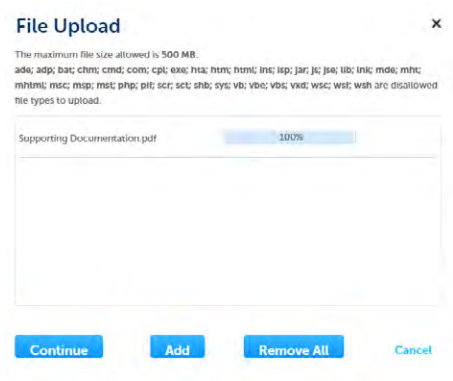 File Upload
×
The maximum file size allowed is 500 MB.
ade; adp; bat; chm; cmd; com; cpl; exe; hta; htm; html; ins; isp; jar; js; jse; lib; lnk; mde; mht;
mhtml; msc; msp; mst; php; pif; scr; sct; shb; sys; vb; vbe; vbs; vxd; wsc; wsf; wsh are disallowed
file types to upload.
Supporting Documentation.pdf 100%
Continue Add Remove All Cancel